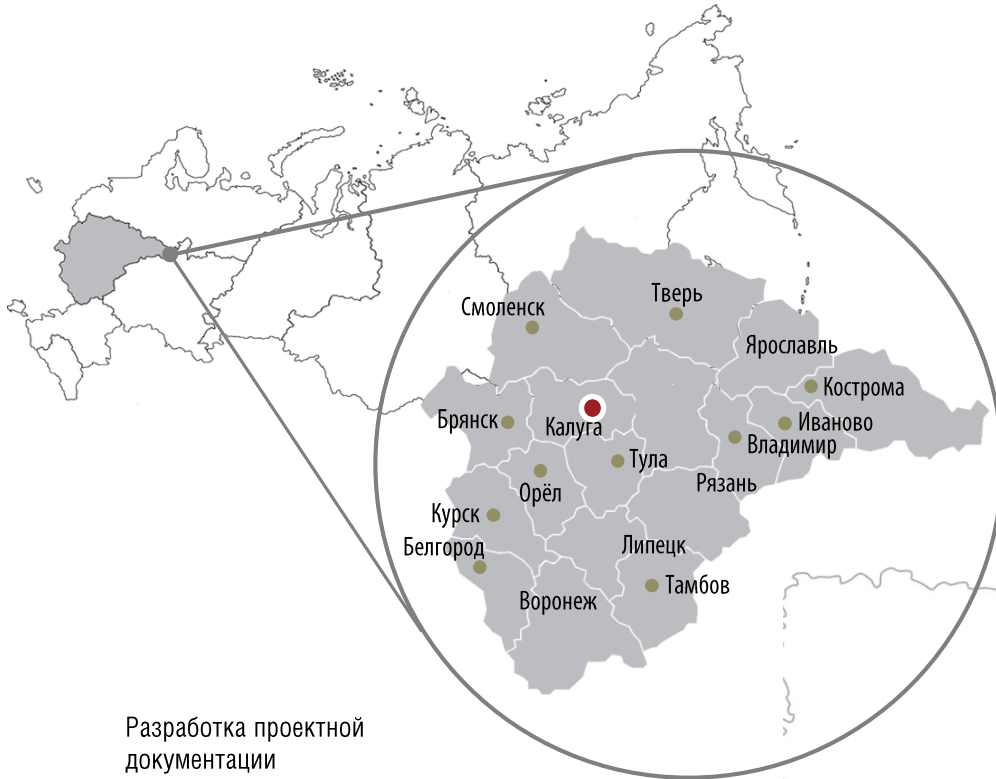 Тверь
Смоленск
Ярославль
Кострома
Брянск
Калуга
Иваново
Владимир
Тула
Рязань
Орёл
Курск
Белгород
Липецк
Тамбов
Воронеж
Разработка проектной
документации